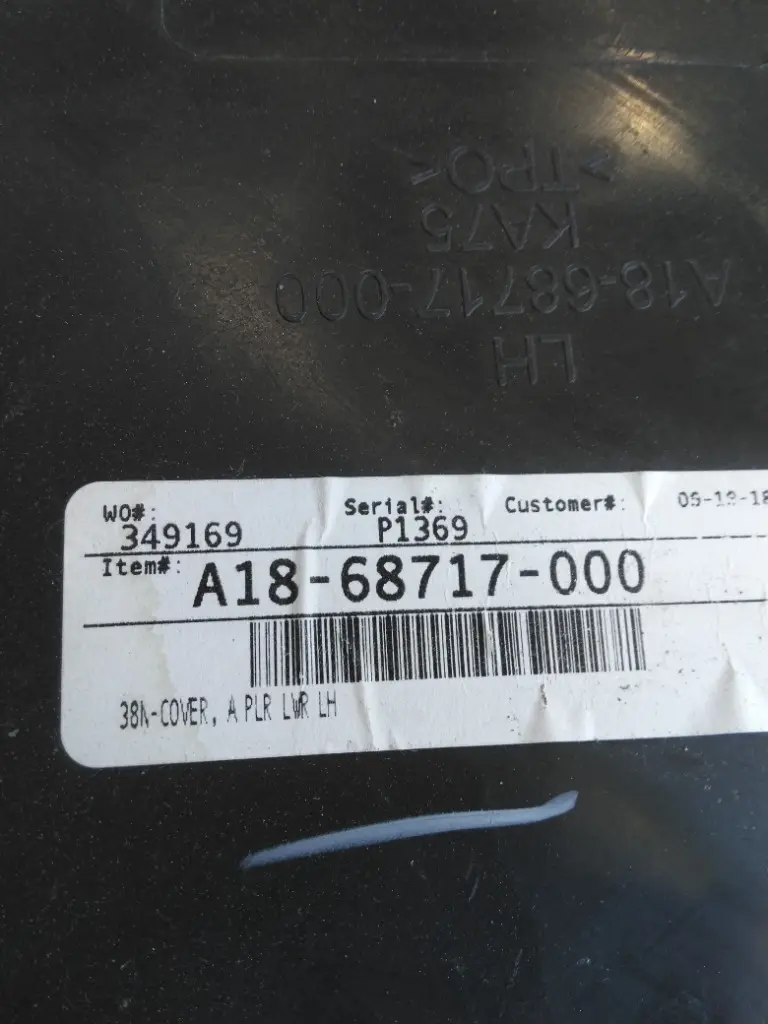 >TPO<
KA75
A18-68717-000
LH
WO#: Serial#: Customer#:
349169 P1369
Item#: A18-68717-000
38N-COVER, A PLR LWR LH